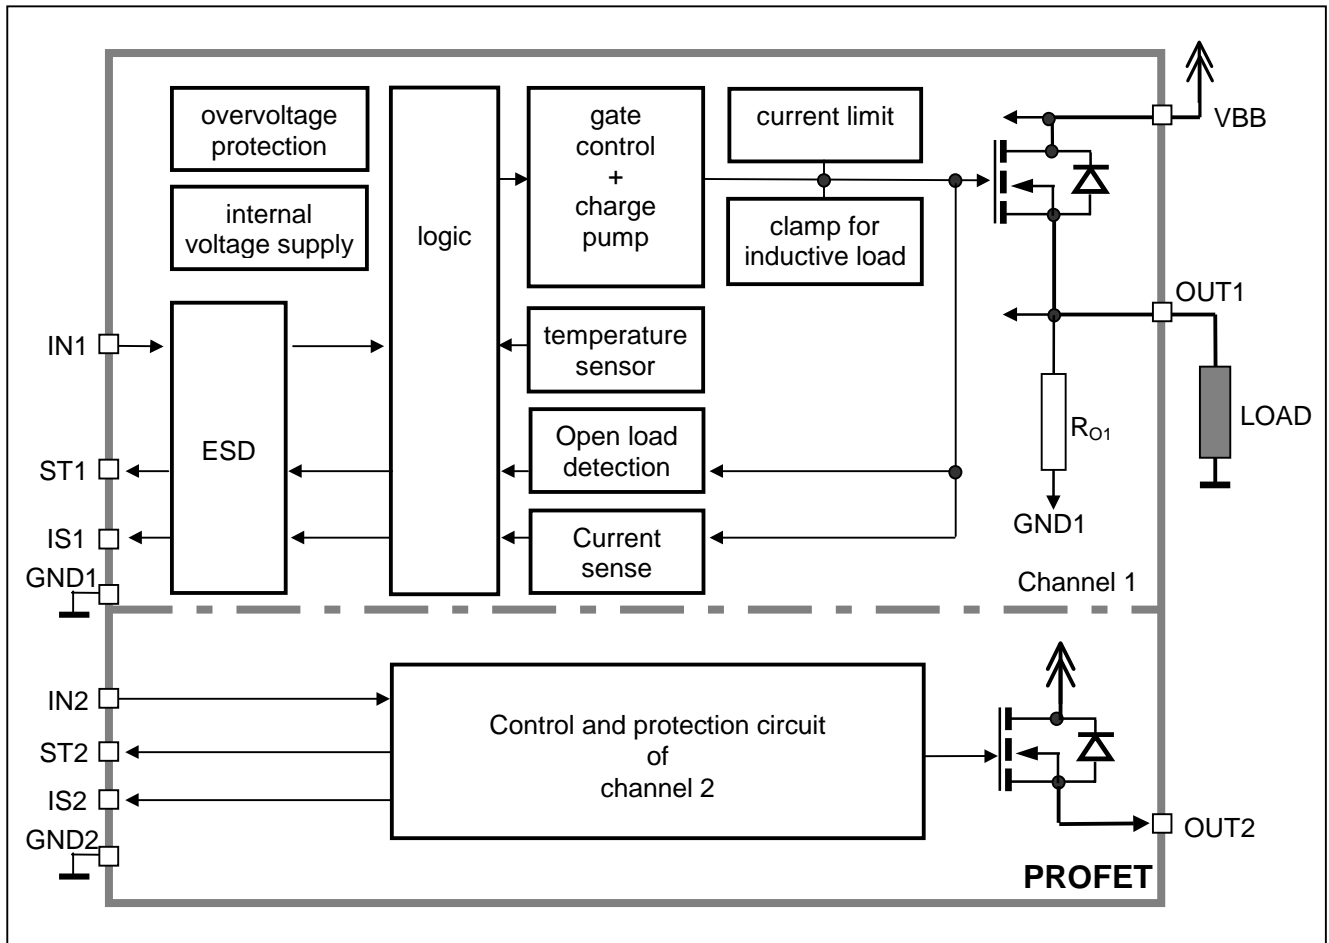 overvoltage
protection
internal
voltage supply
logic
gate
control
+
charge
pump
current limit
clamp for
inductive load
VBB
OUT1
IN1
ESD
temperature
sensor
LOAD
RO1
ST1
Open load
detection
GND1
IS1
Current
sense
GND1
Channel 1
IN2
ST2
IS2
GND2
Control and protection circuit
of
channel 2
OUT2
PROFET